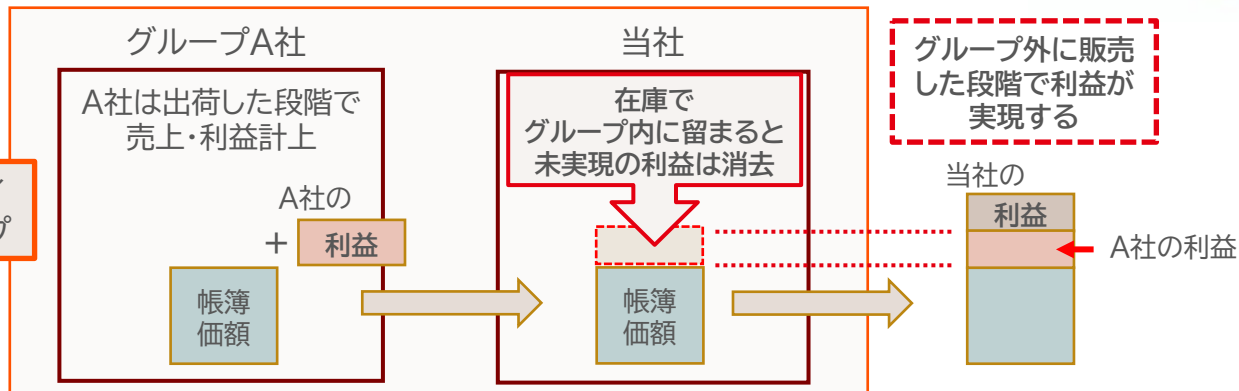 グループA社
A社は出荷した段階で
売上・利益計上
プ
A社の
+ 利益
帳簿
価額
当社
在庫で
グループ内に留まると
未実現の利益は消去
帳簿
価額
グループ外に販売
した段階で利益が
実現する
当社の
利益
A社の利益